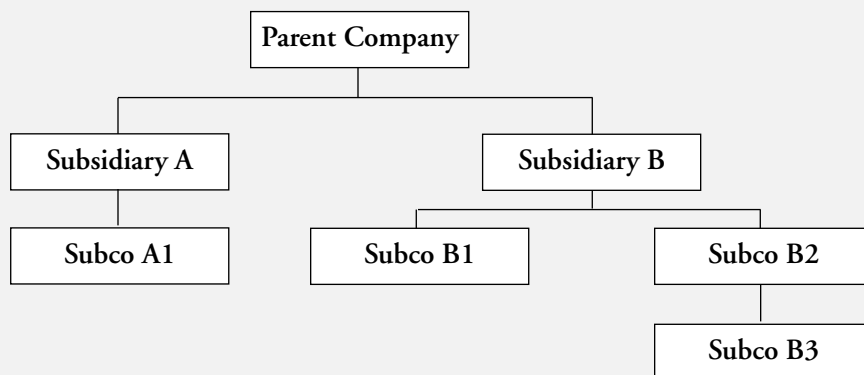 Parent Company
Subsidiary A
Subsidiary B
Subco A1
Subco B1
Subco B2
Subco B3